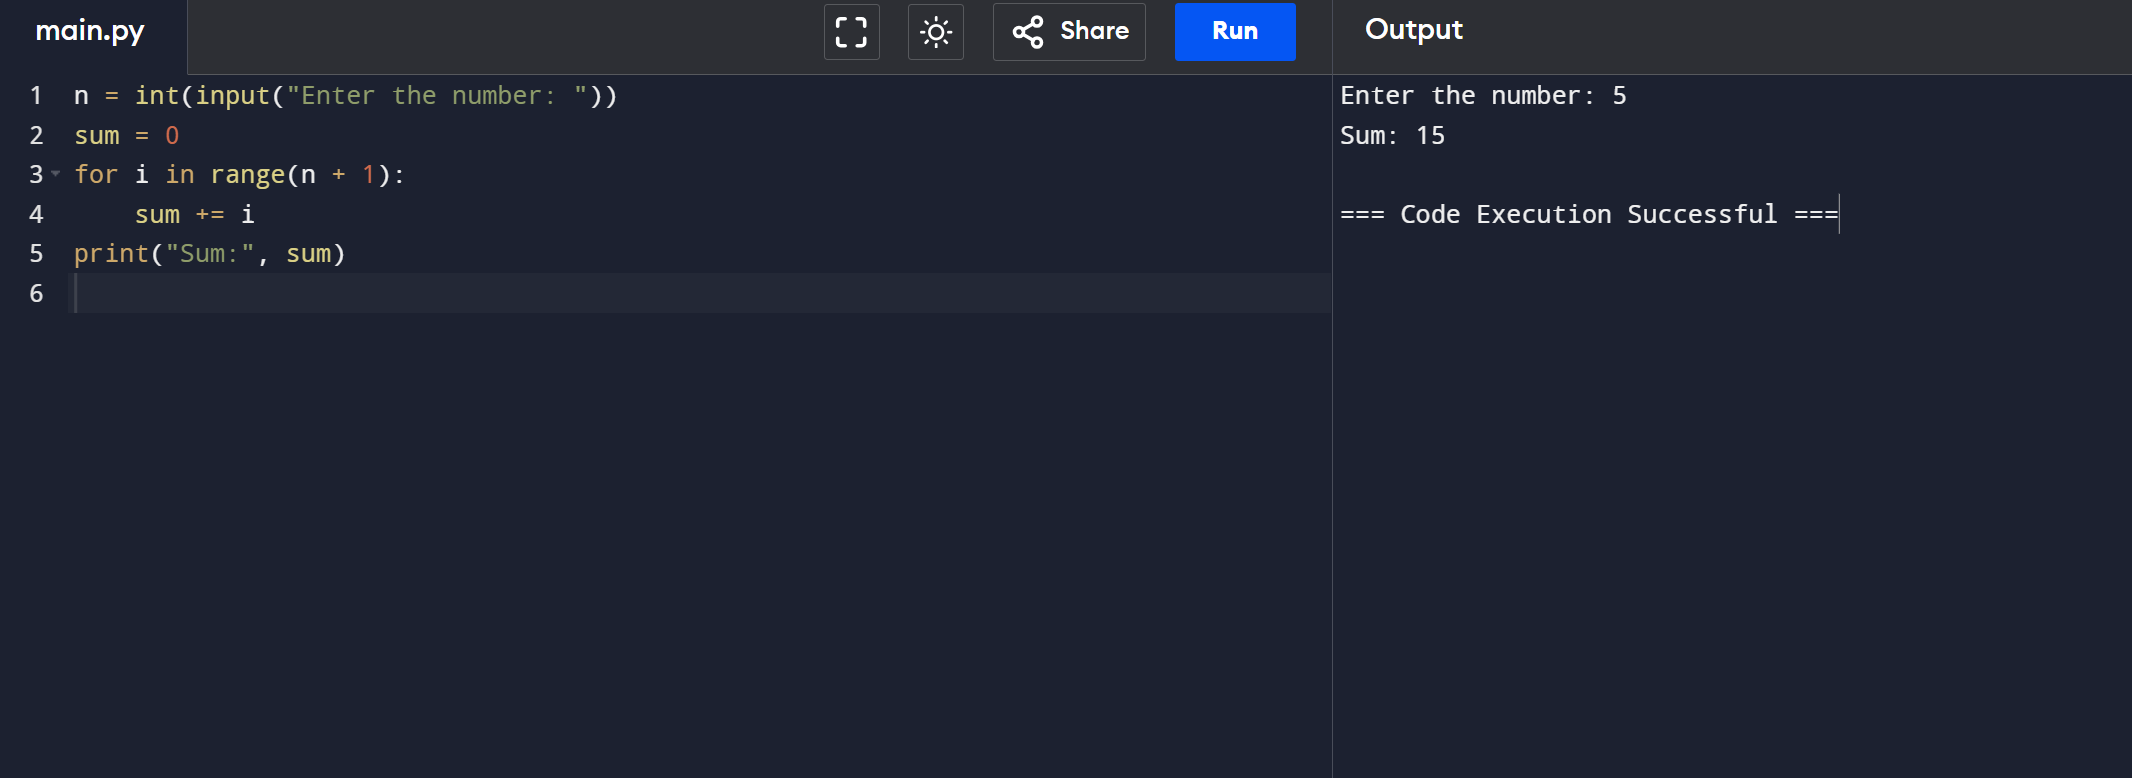 main.py
Share
Run
Output
1 n = int(input("Enter the number: "))
2 sum = 0
3 for i in range(n + 1):
4     sum += i
5 print("Sum:", sum)
6
Enter the number: 5
Sum: 15
=== Code Execution Successful ===